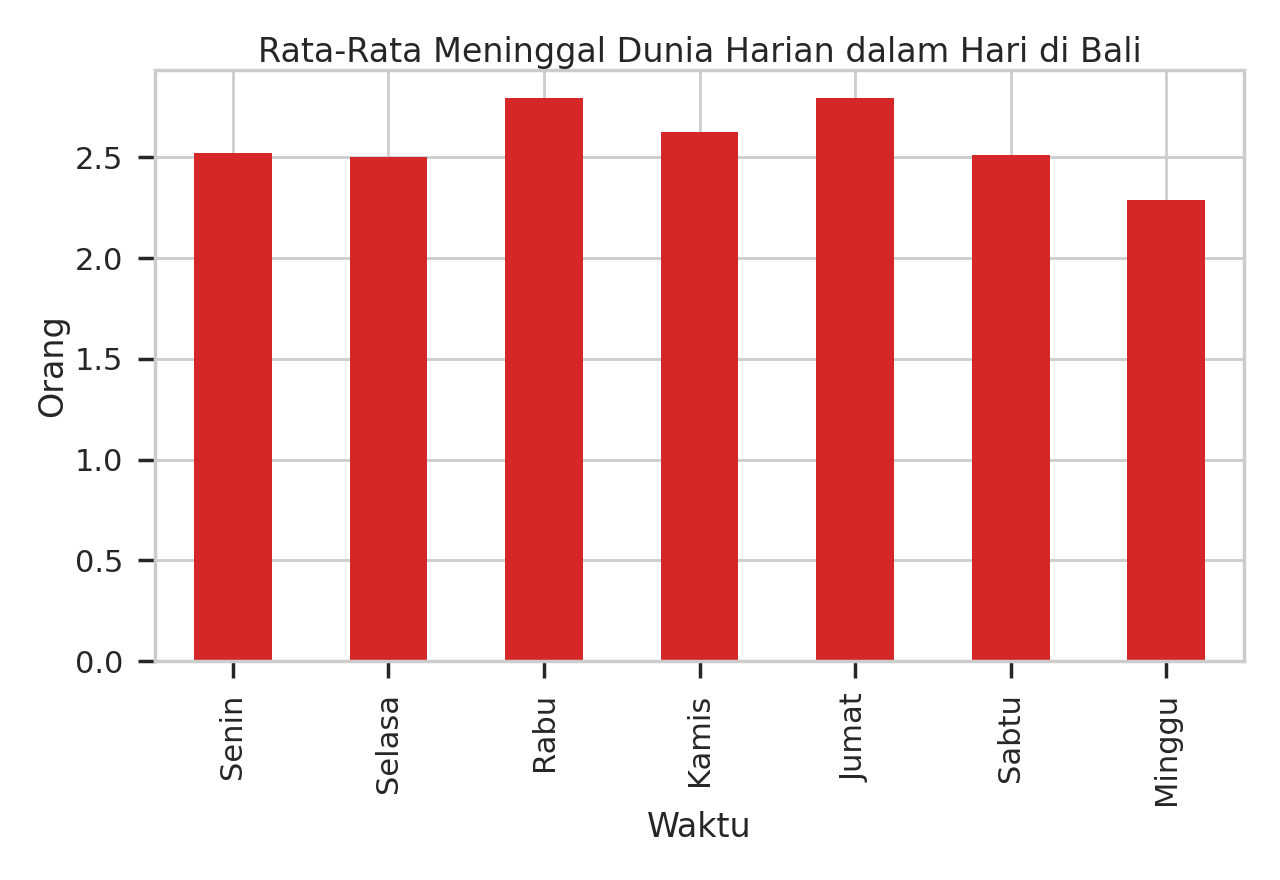 Rata-Rata Meninggal Dunia Harian dalam Hari di Bali
2.5
2.0
1.5
1.0
0.5
0.0
Orang
Senin
Selasa
Rabu
Kamis
Jumat
Sabtu
Minggu
Waktu